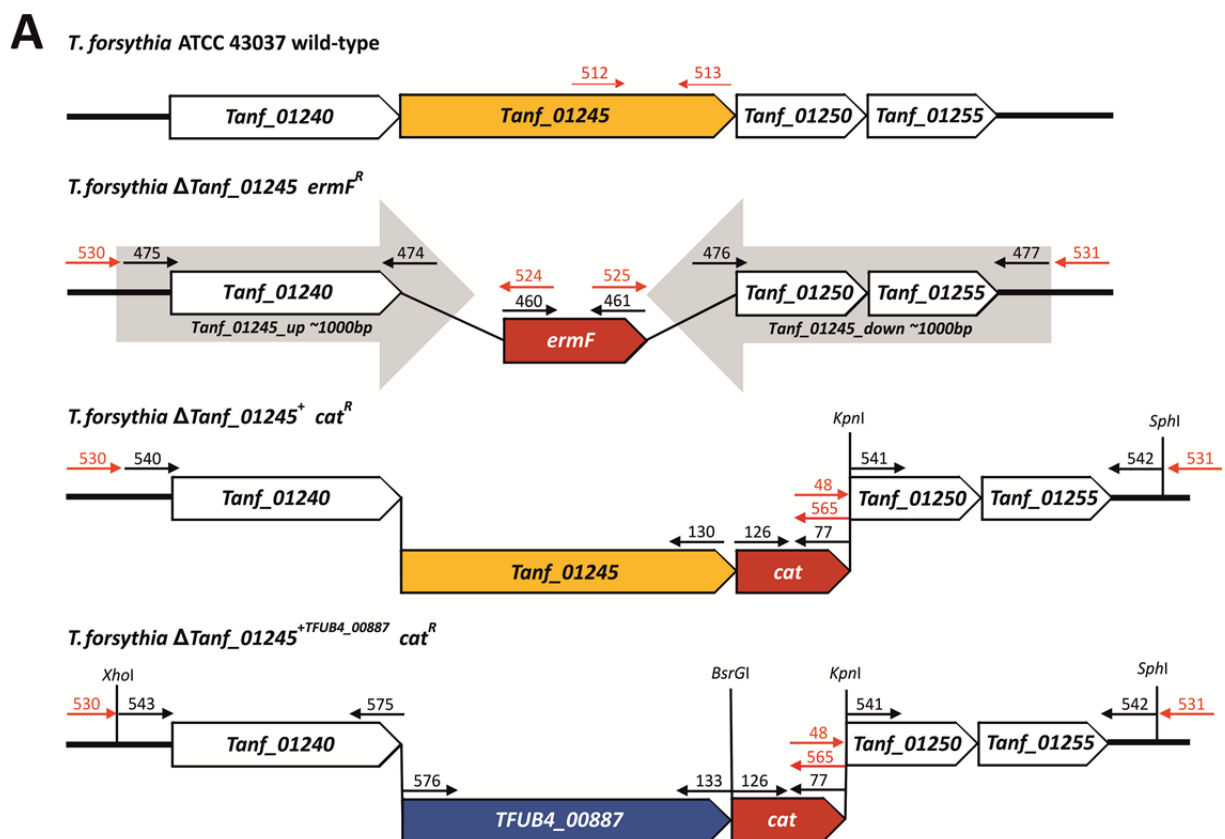 A
T. forsythia ATCC 43037 wild-type
512 513
Tanf_01240 Tanf_01245 Tanf_01250 Tanf_01255
T. forsythia ΔTanf_01245 ermF^R
530 475 474 476 477 531
524 525
Tanf_01240 Tanf_01250 Tanf_01255
460 461
Tanf_01245_up ~1000bp Tanf_01245_down ~1000bp
ermF
T. forsythia ΔTanf_01245^+ cat^R
KpnI SphI
530 540 541 542 531
Tanf_01240 48 Tanf_01250 Tanf_01255
565
130 126 77
Tanf_01245 cat
T. forsythia ΔTanf_01245^+TFUB4_00887 cat^R
XhoI BsrGI KpnI SphI
530 543 575 541 542 531
Tanf_01240 48 Tanf_01250 Tanf_01255
565
576 133 126 77
TFUB4_00887 cat